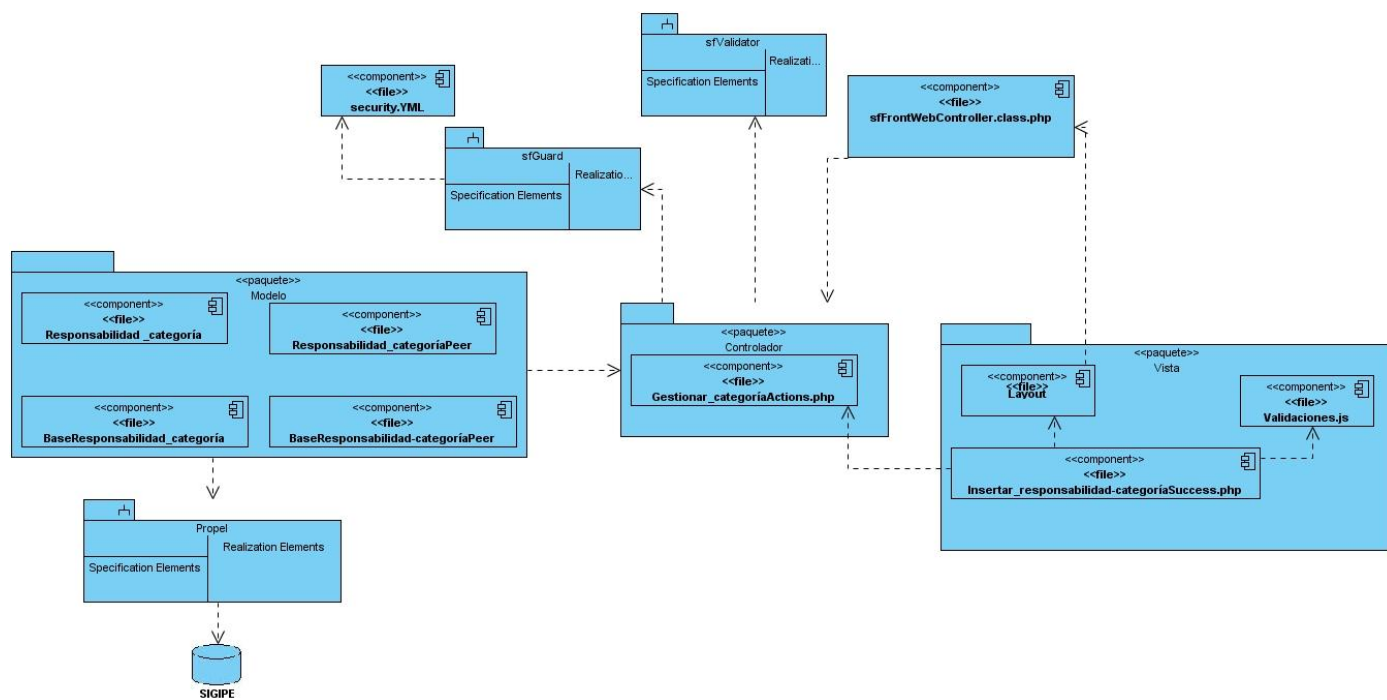 sfValidator
Realizati...
Specification Elements
<<component>>
<<file>>
security.YML
<<component>>
<<file>>
sfFrontWebController.class.php
sfGuard
Realizatio...
Specification Elements
<<paquete>>
Modelo
<<component>>
<<file>>
Responsabilidad _categoría
<<component>>
<<file>>
Responsabilidad_categoríaPeer
<<component>>
<<file>>
BaseResponsabilidad_categoría
<<component>>
<<file>>
BaseResponsabilidad-categoríaPeer
<<paquete>>
Controlador
<<component>>
<<file>>
Gestionar_categoríaActions.php
<<paquete>>
Vista
<<component>>
<<file>>
Layout
<<component>>
<<file>>
Validaciones.js
<<component>>
<<file>>
Insertar_responsabilidad-categoríaSuccess.php
Propel
Realization Elements
Specification Elements
SIGIPE